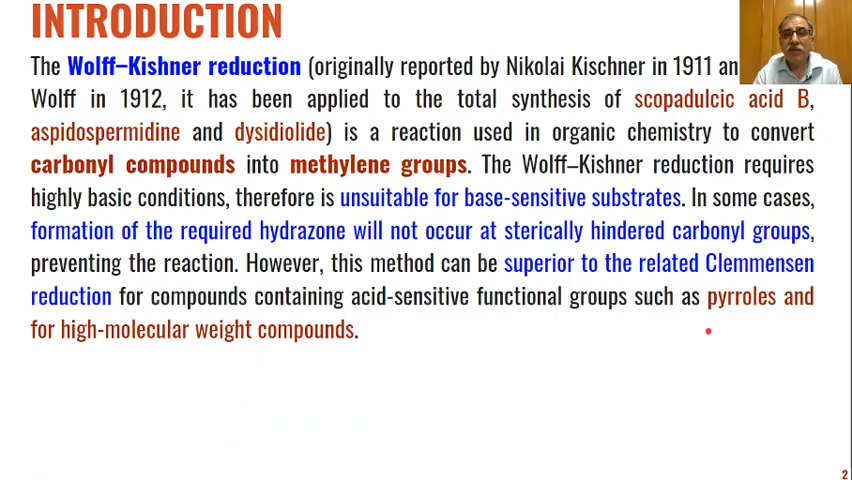 INTRODUCTION
The Wolff–Kishner reduction (originally reported by Nikolai Kischner in 1911 an
Wolff in 1912, it has been applied to the total synthesis of scopadulcic acid B,
aspidospermidine and dysidiolide) is a reaction used in organic chemistry to convert
carbonyl compounds into methylene groups. The Wolff–Kishner reduction requires
highly basic conditions, therefore is unsuitable for base-sensitive substrates. In some cases,
formation of the required hydrazone will not occur at sterically hindered carbonyl groups,
preventing the reaction. However, this method can be superior to the related Clemmensen
reduction for compounds containing acid-sensitive functional groups such as pyrroles and
for high-molecular weight compounds.
2